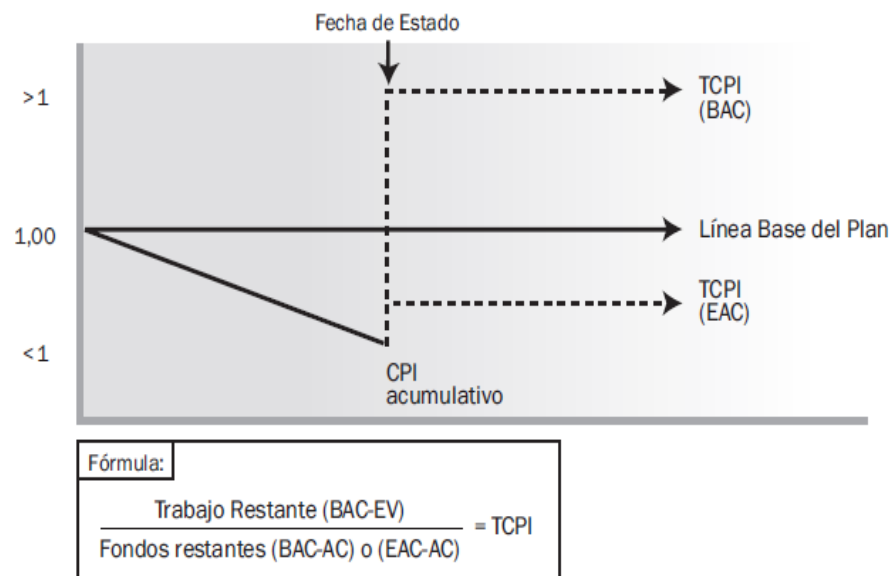 Fecha de Estado
>1
TCPI
(BAC)
1,00
Línea Base del Plan
TCPI
(EAC)
<1
CPI
acumulativo
Fórmula:
Trabajo Restante (BAC-EV)
Fondos restantes (BAC-AC) o (EAC-AC)
= TCPI